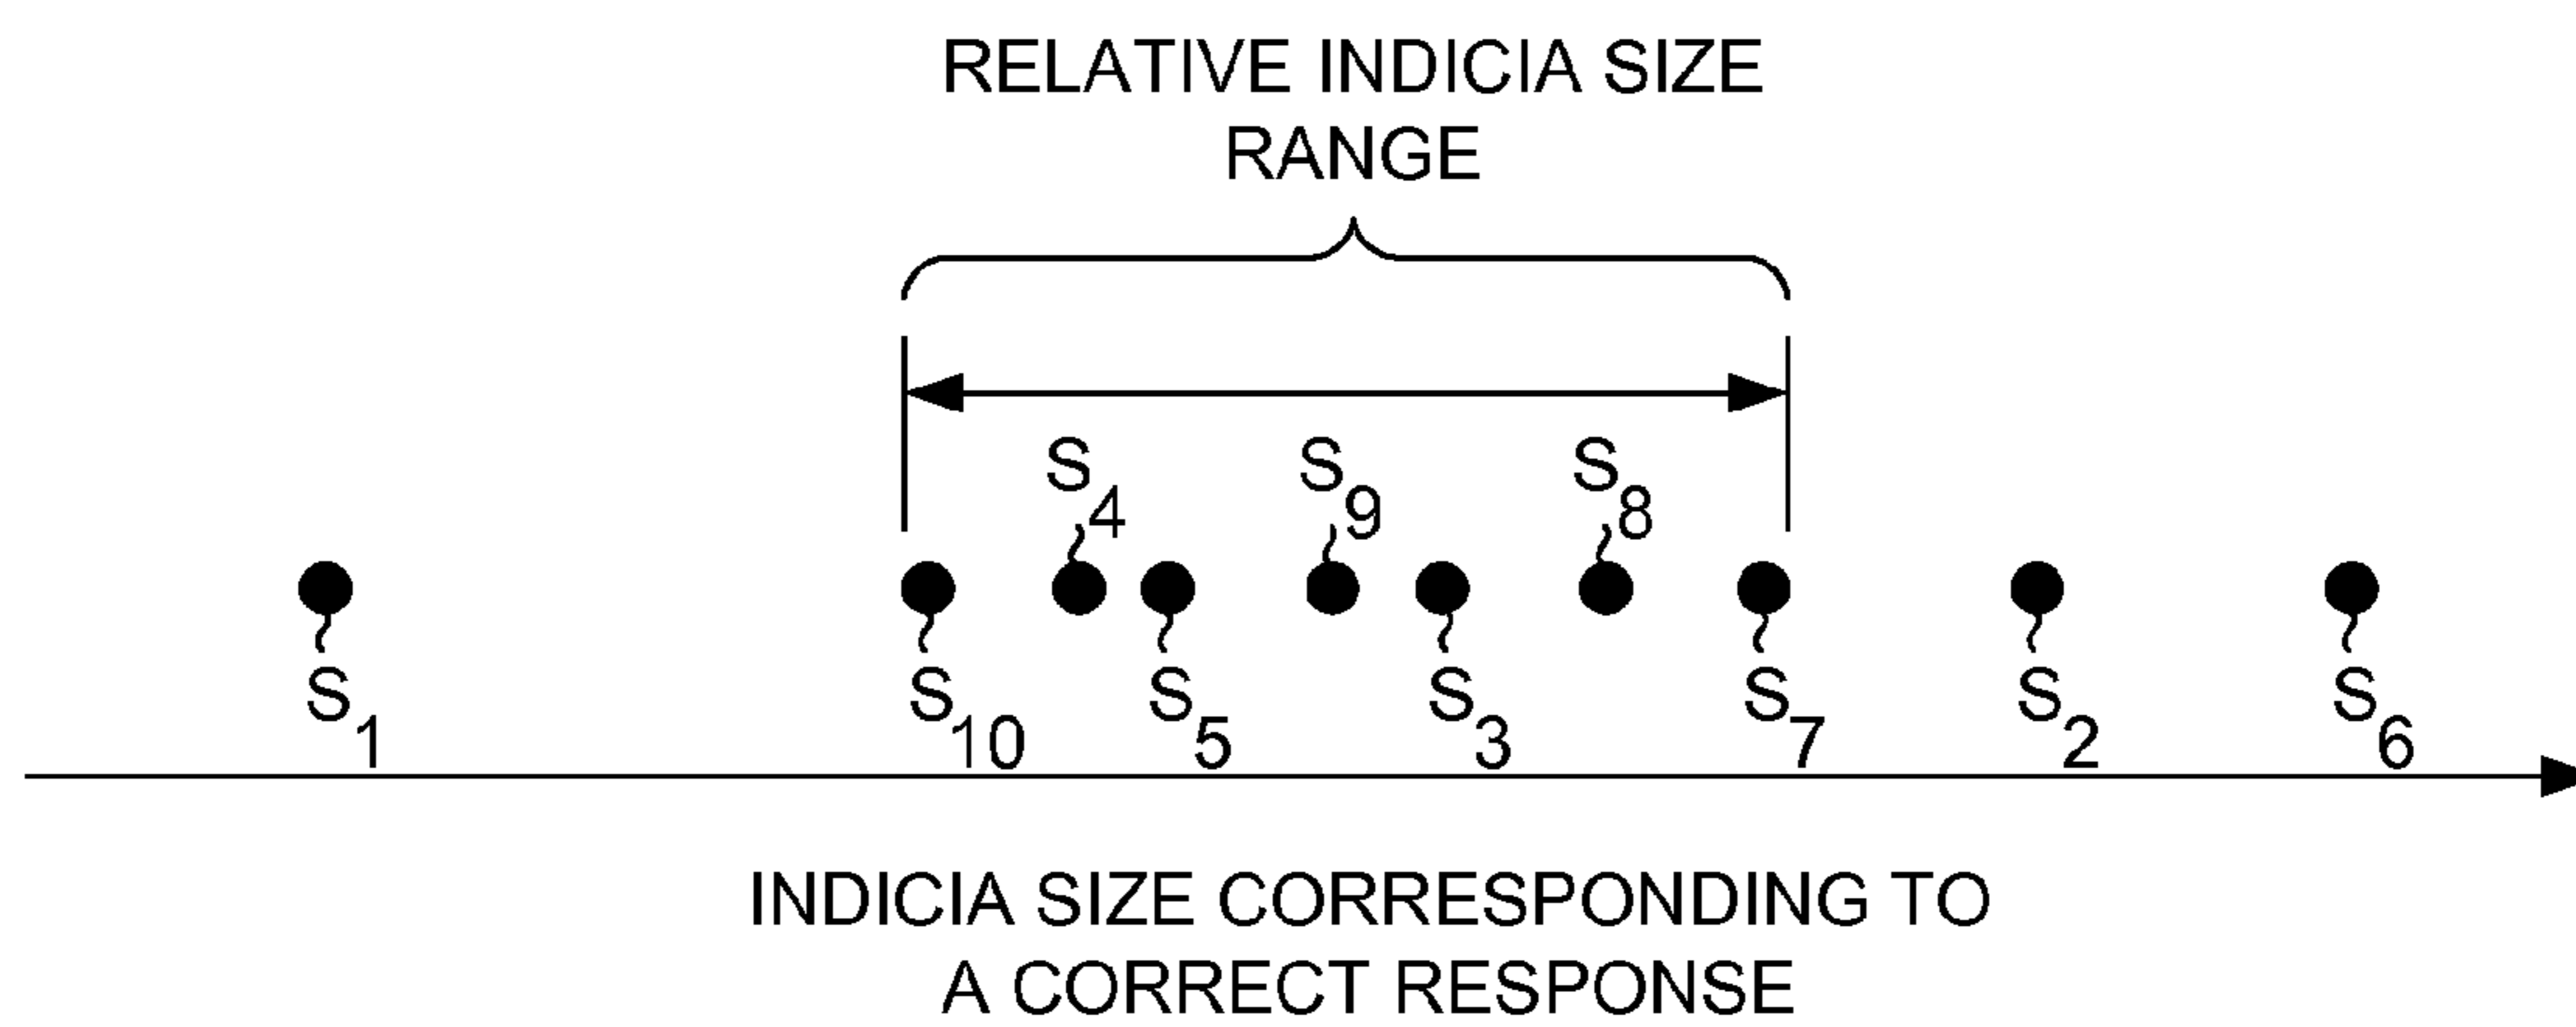 RELATIVE INDICIA SIZE
RANGE
S4 S9 S8
S1 S10 S5 S3 S7 S2 S6
INDICIA SIZE CORRESPONDING TO
A CORRECT RESPONSE